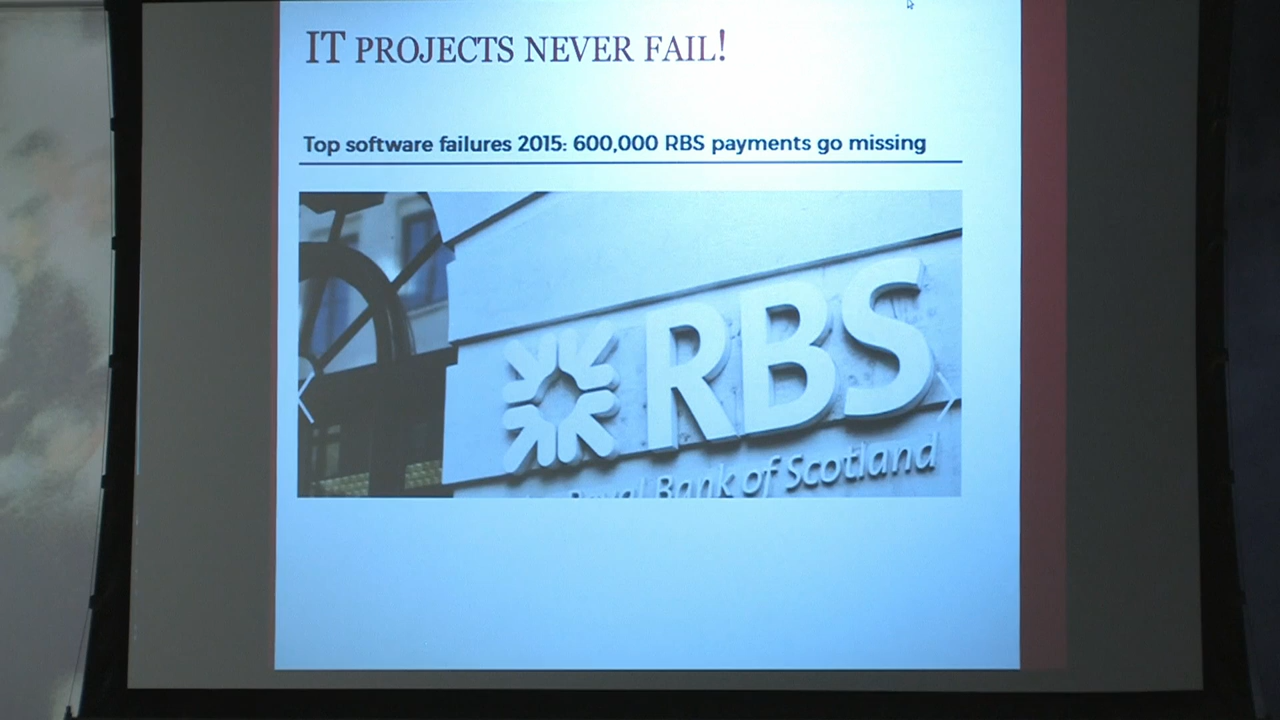 IT PROJECTS NEVER FAIL!
Top software failures 2015: 600,000 RBS payments go missing
RBS
Royal Bank of Scotland